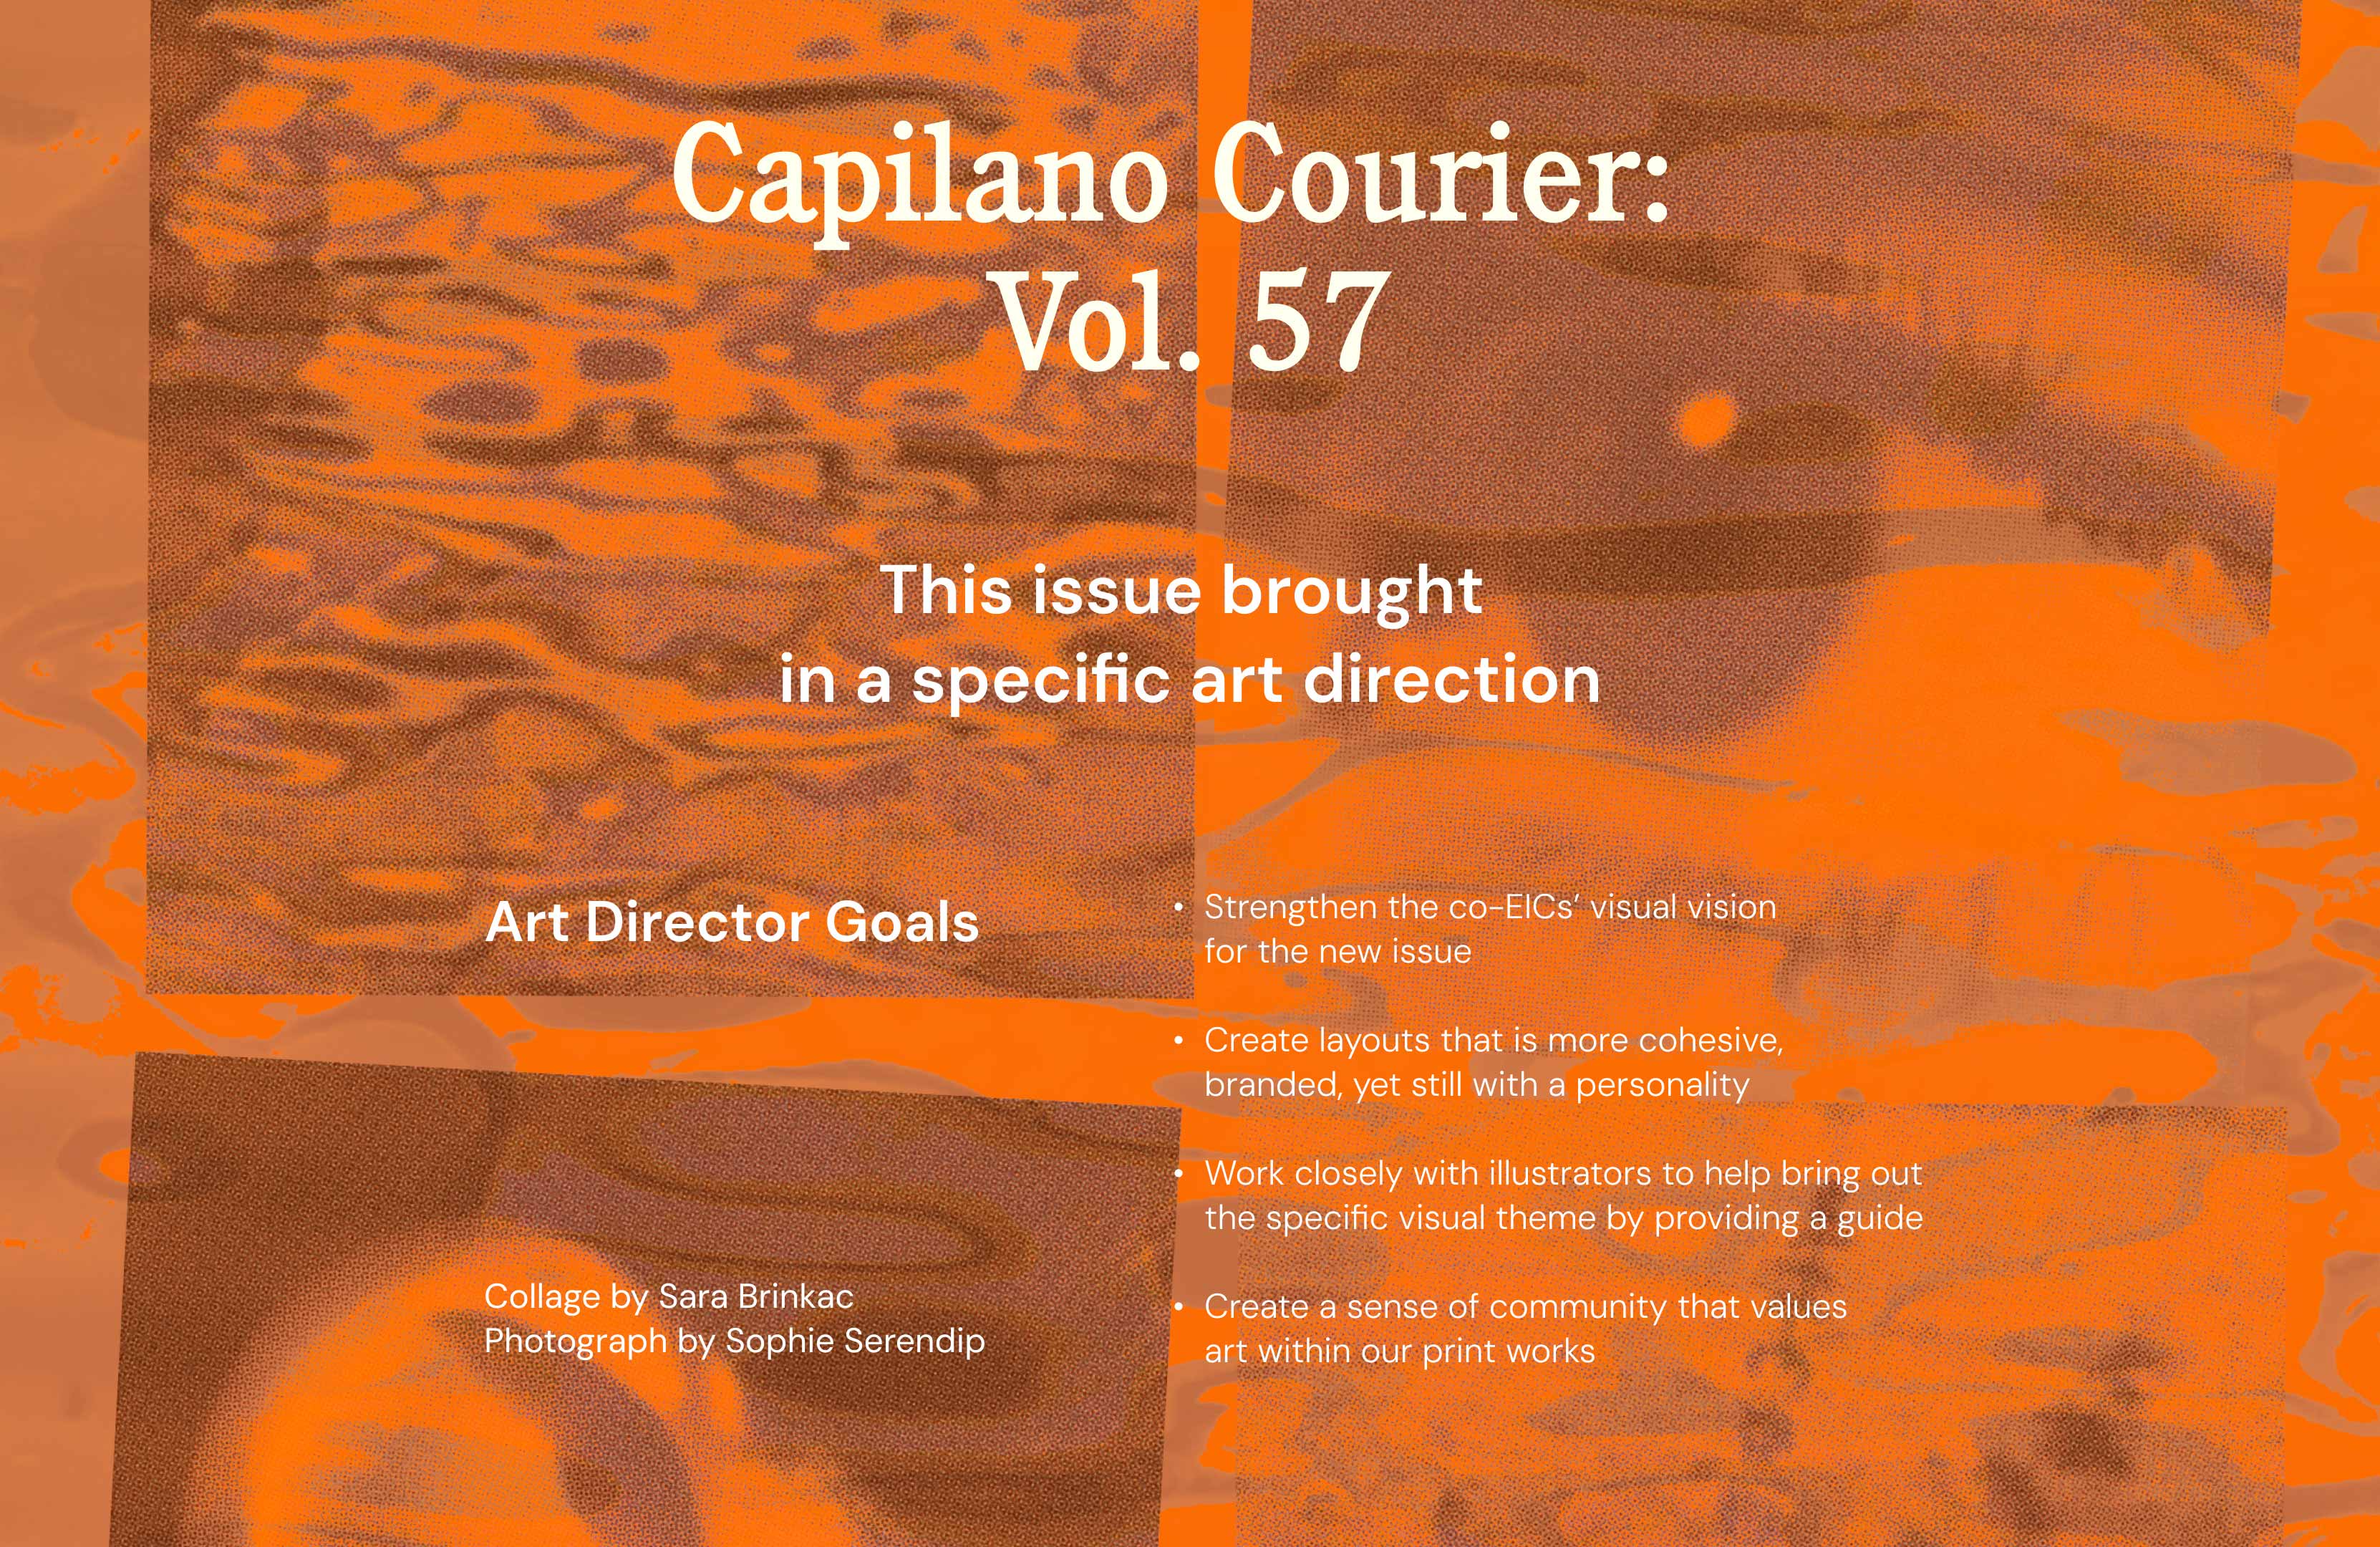 Capilano Courier:
Vol. 57
This issue brought
in a specific art direction
Art Director Goals
• Strengthen the co-EICs’ visual vision
for the new issue
• Create layouts that is more cohesive,
branded, yet still with a personality
• Work closely with illustrators to help bring out
the specific visual theme by providing a guide
• Create a sense of community that values
art within our print works
Collage by Sara Brinkac
Photograph by Sophie Serendip